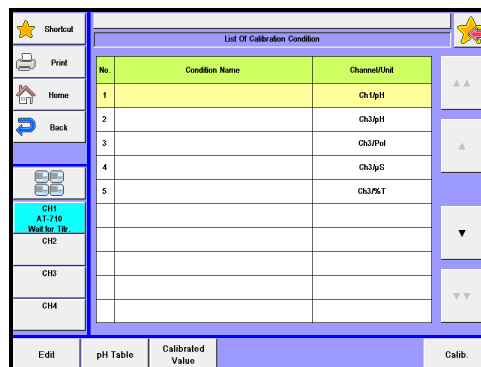 Shortcut
List Of Calibration Condition
Print
Home
Back
No. Condition Name Channel/Unit
1 Ch1/pH
2 Ch3/pH
3 Ch3/Pol
4 Ch3/µS
5 Ch3/%T
CH1
AT-710
Wait for Titr.
CH2
CH3
CH4
Edit
pH Table
Calibrated
Value
Calib.